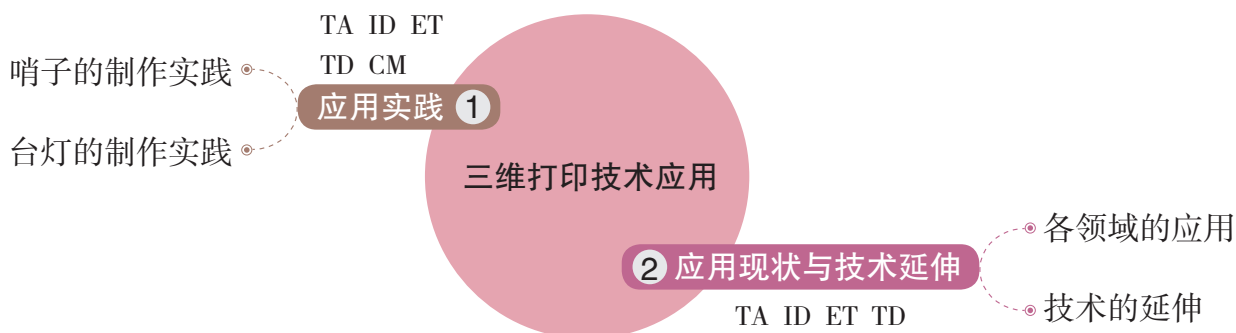 TA ID ET
TD CM
哨子的制作实践
应用实践 1
台灯的制作实践
三维打印技术应用
各领域的应用
2 应用现状与技术延伸
技术的延伸
TA ID ET TD